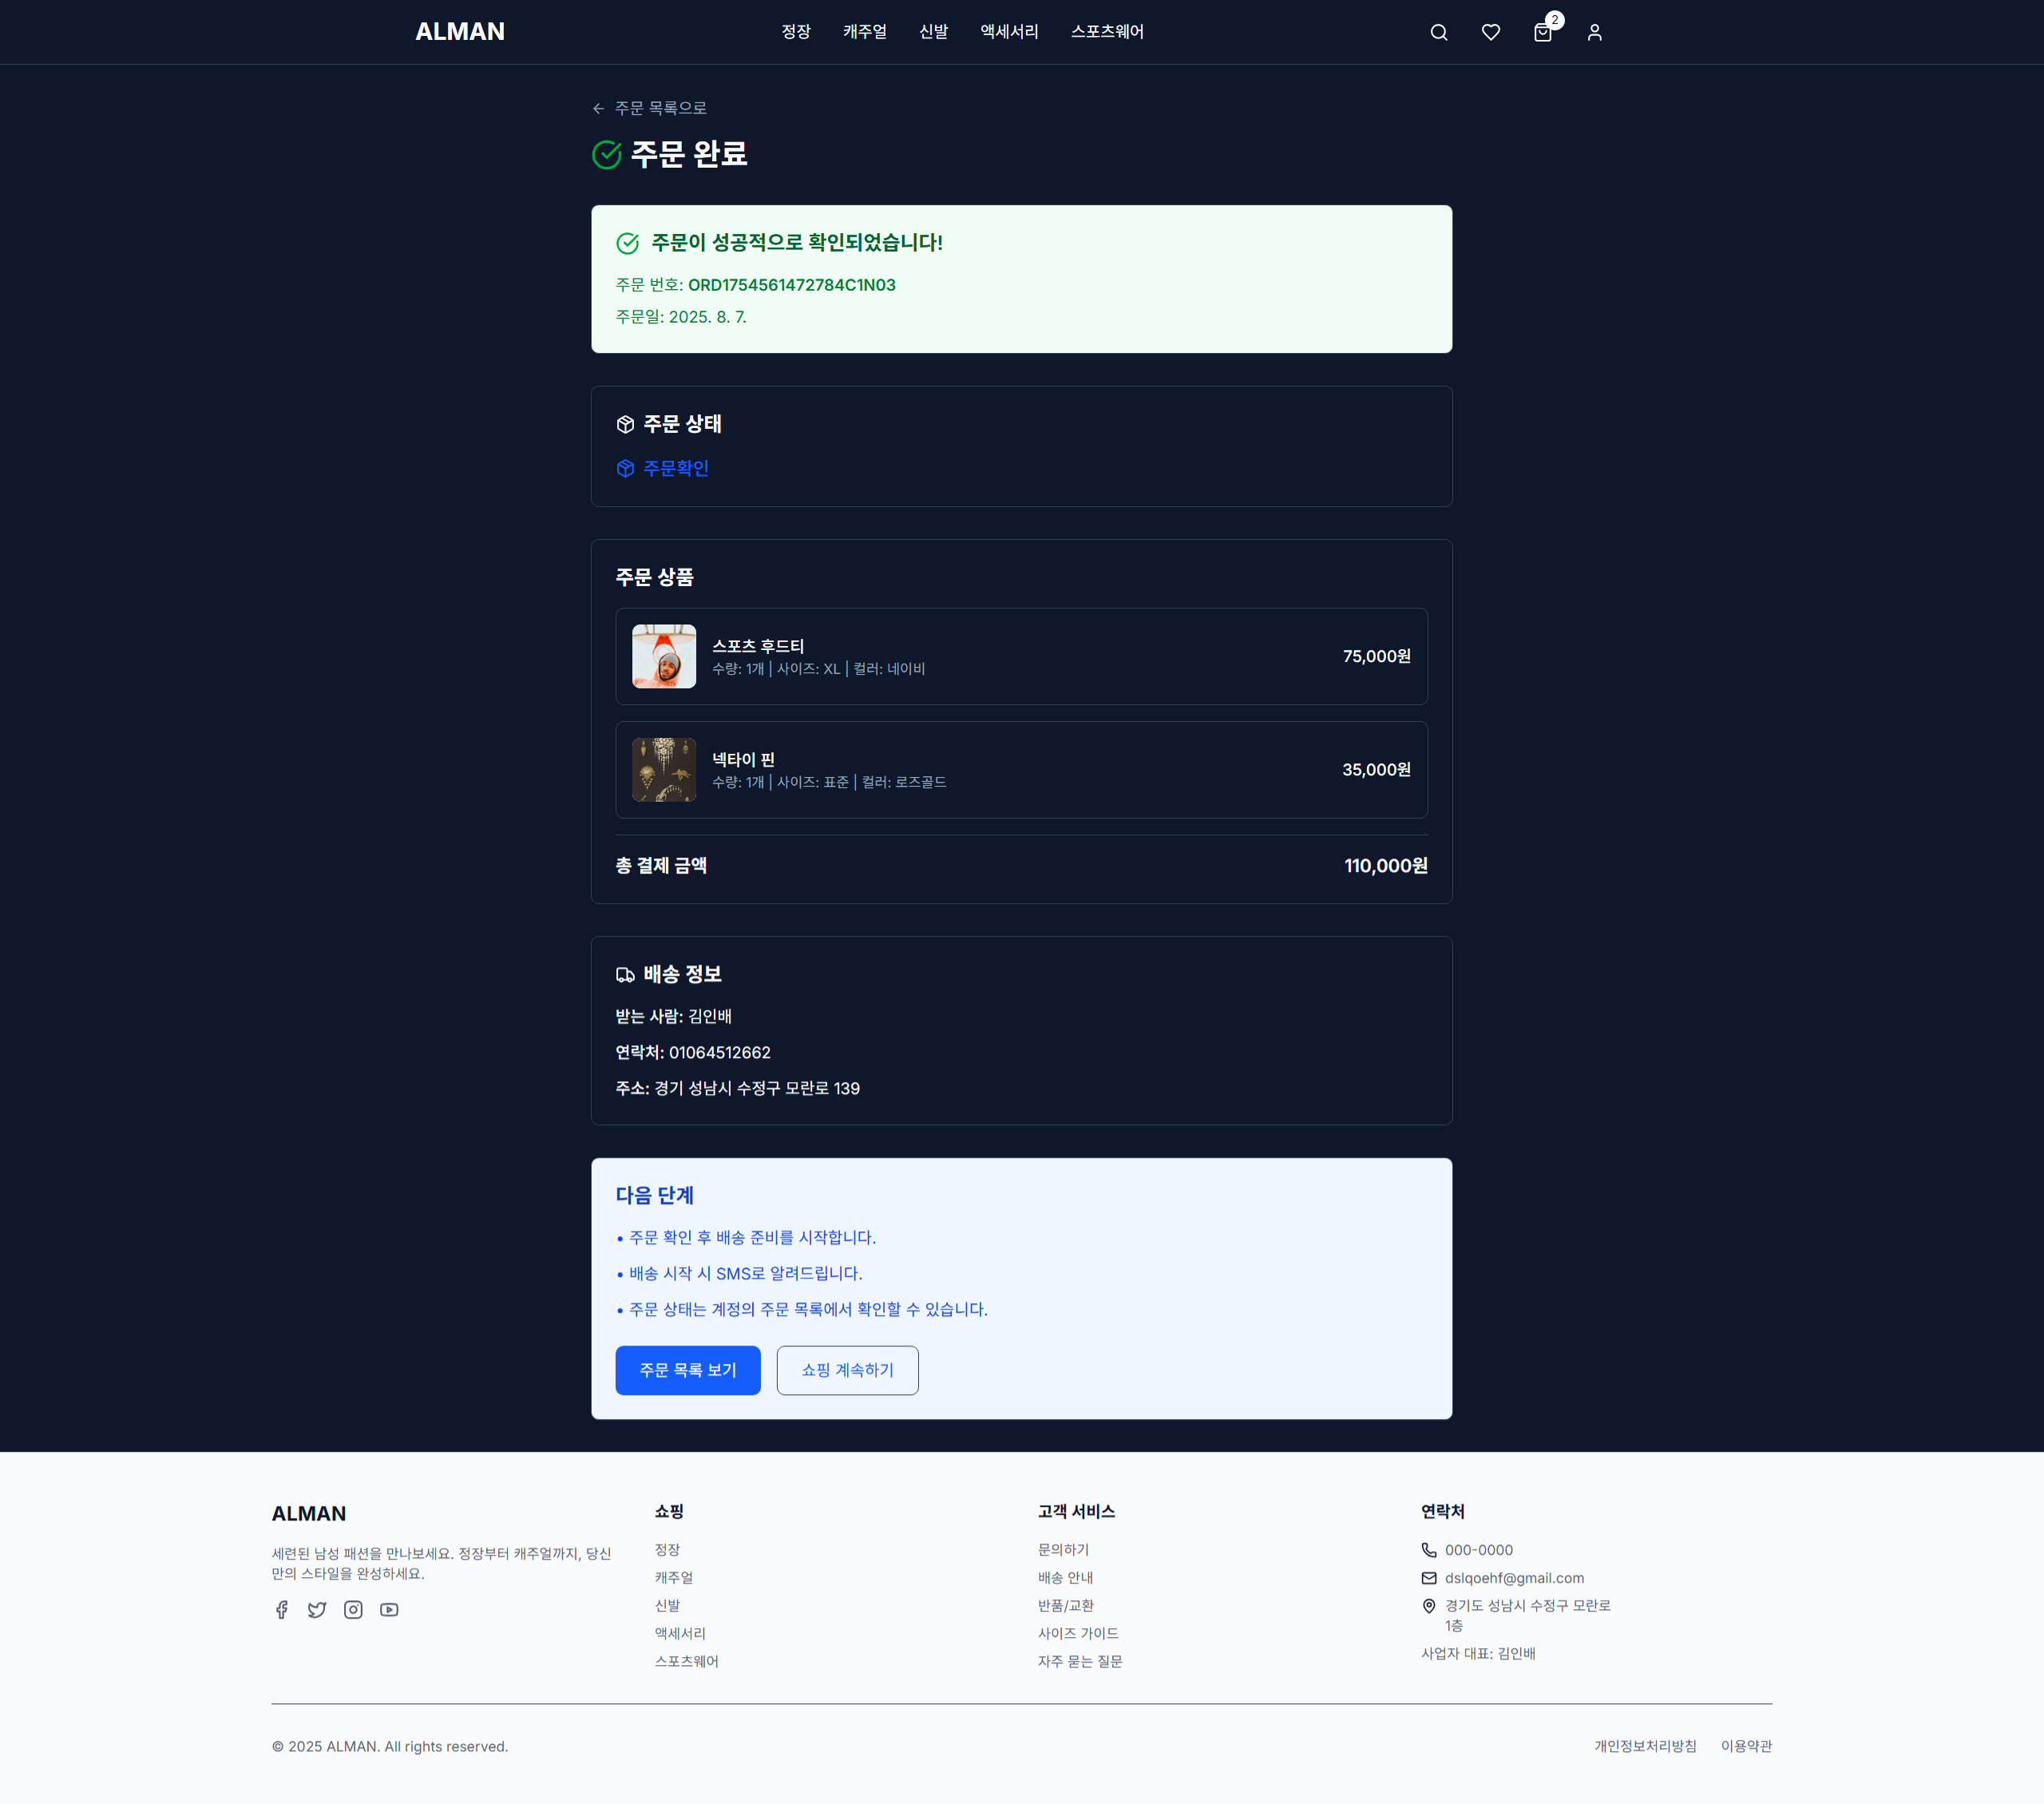 ALMAN
정장 캐주얼 신발 액세서리 스포츠웨어
2
주문 목록으로
주문 완료
주문이 성공적으로 확인되었습니다!
주문 번호: ORD1754561472784C1N03
주문일: 2025. 8. 7.
주문 상태
주문확인
주문 상품
스포츠 후드티
수량: 1개 | 사이즈: XL | 컬러: 네이비
75,000원
넥타이 핀
수량: 1개 | 사이즈: 표준 | 컬러: 로즈골드
35,000원
총 결제 금액 110,000원
배송 정보
받는 사람: 김인배
연락처: 01064512662
주소: 경기 성남시 수정구 모란로 139
다음 단계
• 주문 확인 후 배송 준비를 시작합니다.
• 배송 시작 시 SMS로 알려드립니다.
• 주문 상태는 계정의 주문 목록에서 확인할 수 있습니다.
주문 목록 보기 쇼핑 계속하기
ALMAN
세련된 남성 패션을 만나보세요. 정장부터 캐주얼까지, 당신
만의 스타일을 완성하세요.
쇼핑
정장
캐주얼
신발
액세서리
스포츠웨어
고객 서비스
문의하기
배송 안내
반품/교환
사이즈 가이드
자주 묻는 질문
연락처
000-0000
dslqoehf@gmail.com
경기도 성남시 수정구 모란로
1층
사업자 대표: 김인배
© 2025 ALMAN. All rights reserved.
개인정보처리방침 이용약관